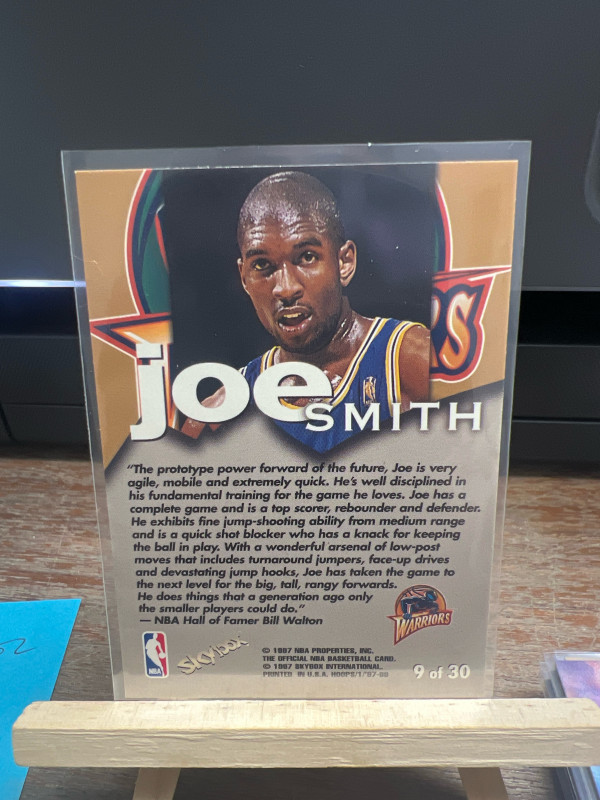 RS
joe
SMITH
"The prototype power forward of the future, Joe is very
agile, mobile and extremely quick. He's well disciplined in
his fundamental training for the game he loves. Joe has a
complete game and is a top scorer, rebounder and defender.
He exhibits fine jump-shooting ability from medium range
and is a quick shot blocker who has a knack for keeping
the ball in play. With a wonderful arsenal of low-post
moves that includes turnaround jumpers, face-up drives
and devastating jump hooks, Joe has taken the game to
the next level for the big, tall, rangy forwards.
He does things that a generation ago only
the smaller players could do."
— NBA Hall of Famer Bill Walton
WARRIORS
NBA
skybox
© 1997 NBA PROPERTIES, INC.
THE OFFICIAL NBA BASKETBALL CARD.
© 1997 SKYBOX INTERNATIONAL.
PRINTED IN U.S.A. HOOPS/1/'97-98
9 of 30